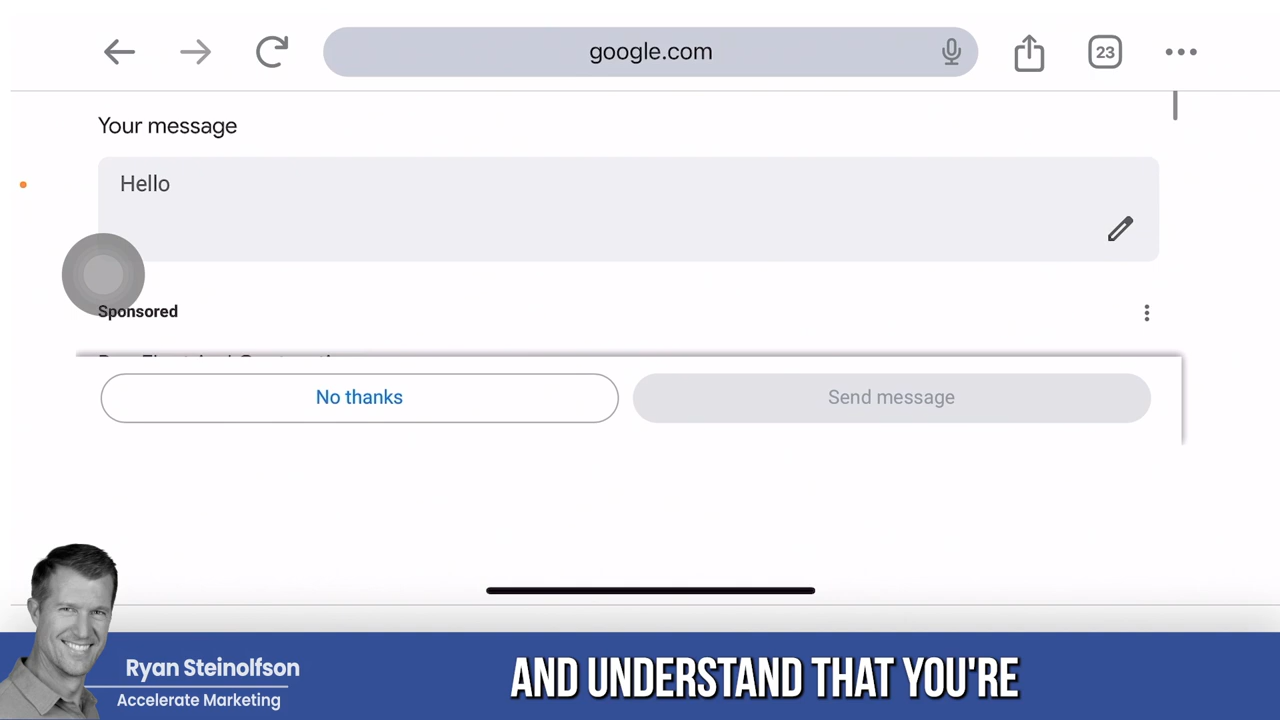 google.com
23
Your message
Hello
Sponsored
No thanks
Send message
Ryan Steinolfson
Accelerate Marketing
AND UNDERSTAND THAT YOU'RE